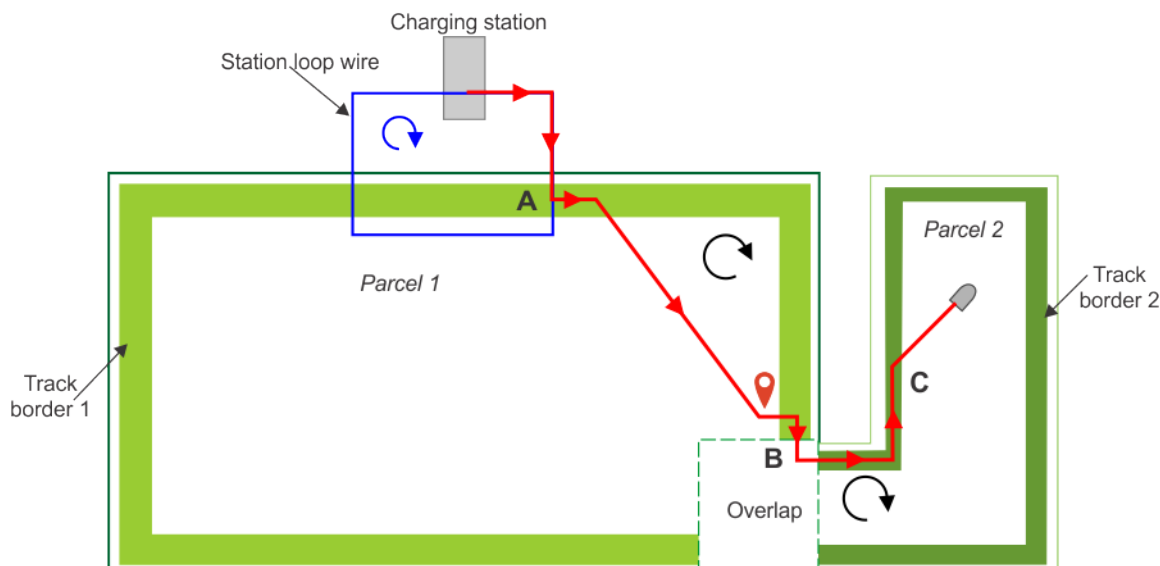 Charging station
Station loop wire
A
Parcel 2
Parcel 1
Track
border 2
Track
border 1
C
B
Overlap